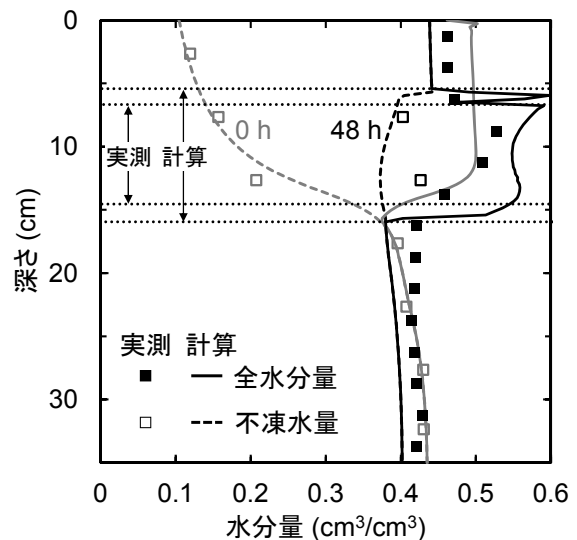 0
10
20
30
深さ (cm)
0 h
48 h
実測 計算
実測 計算
全水分量
不凍水量
0 0.1 0.2 0.3 0.4 0.5 0.6
水分量 (cm³/cm³)